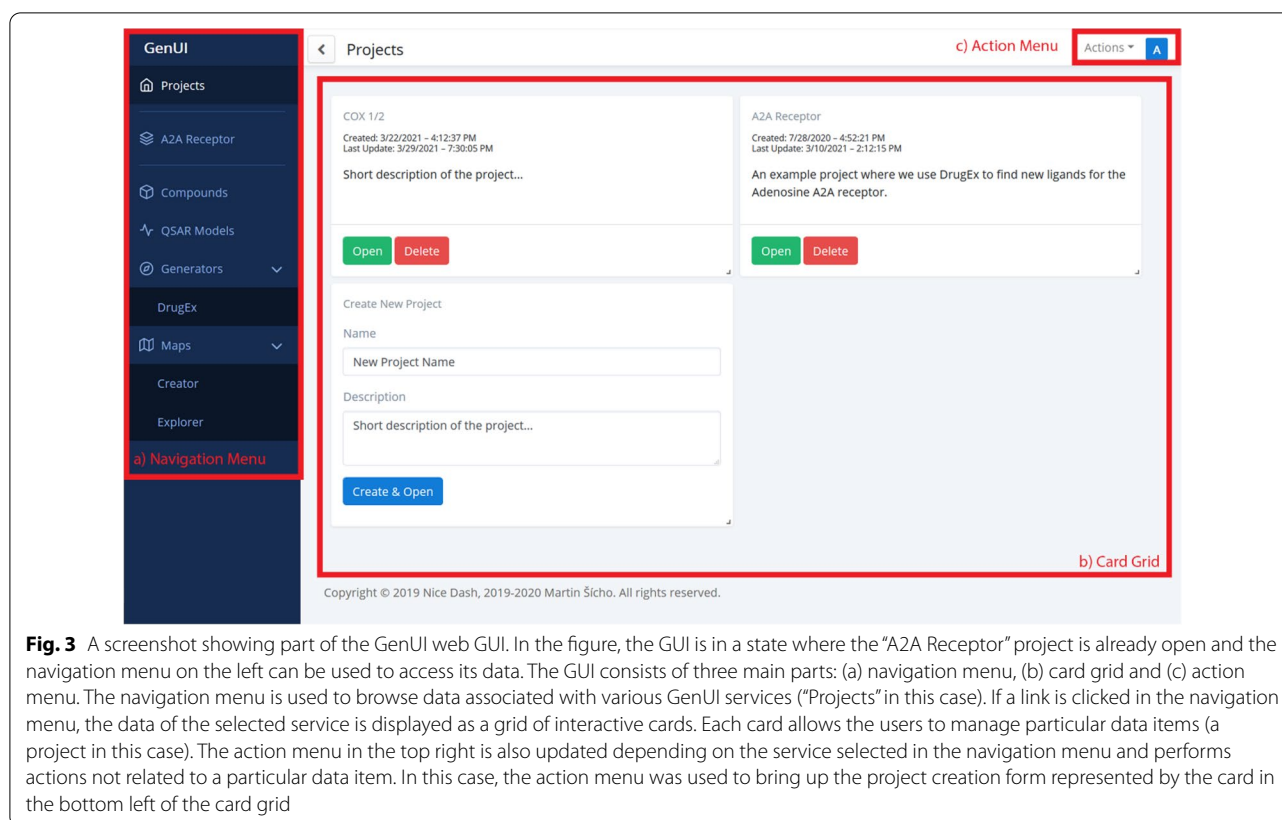 GenUI
Projects
A2A Receptor
Compounds
QSAR Models
Generators
DrugEx
Maps
Creator
Explorer
a) Navigation Menu
Projects
c) Action Menu
Actions
A
COX 1/2
Created: 3/22/2021 – 4:12:37 PM
Last Update: 3/29/2021 – 7:30:05 PM
Short description of the project...
Open Delete
A2A Receptor
Created: 7/28/2020 – 4:52:21 PM
Last Update: 3/10/2021 – 2:12:15 PM
An example project where we use DrugEx to find new ligands for the
Adenosine A2A receptor.
Open Delete
Create New Project
Name
New Project Name
Description
Short description of the project...
Create & Open
b) Card Grid
Copyright © 2019 Nice Dash, 2019-2020 Martin Šícho. All rights reserved.
Fig. 3 A screenshot showing part of the GenUI web GUI. In the figure, the GUI is in a state where the “A2A Receptor” project is already open and the
navigation menu on the left can be used to access its data. The GUI consists of three main parts: (a) navigation menu, (b) card grid and (c) action
menu. The navigation menu is used to browse data associated with various GenUI services (“Projects” in this case). If a link is clicked in the navigation
menu, the data of the selected service is displayed as a grid of interactive cards. Each card allows the users to manage particular data items (a
project in this case). The action menu in the top right is also updated depending on the service selected in the navigation menu and performs
actions not related to a particular data item. In this case, the action menu was used to bring up the project creation form represented by the card in
the bottom left of the card grid